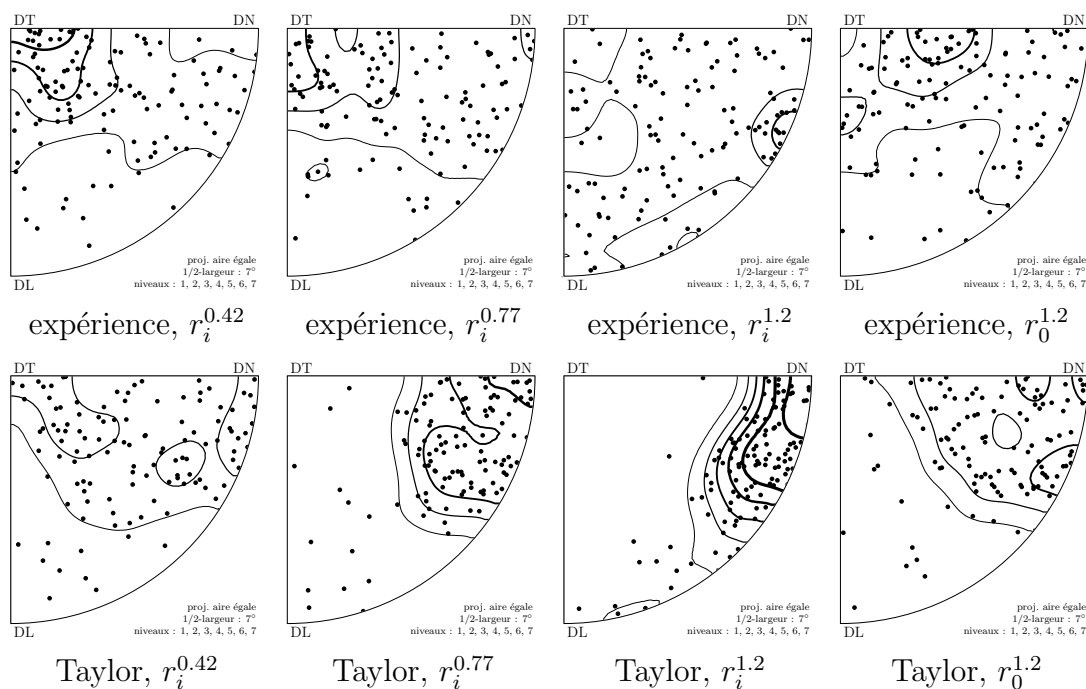 DT DN DT DN DT DN DT DN
proj. aire égale proj. aire égale proj. aire égale proj. aire égale
1/2-largeur : 7° 1/2-largeur : 7° 1/2-largeur : 7° 1/2-largeur : 7°
DL niveaux : 1, 2, 3, 4, 5, 6, 7 DL niveaux : 1, 2, 3, 4, 5, 6, 7 DL niveaux : 1, 2, 3, 4, 5, 6, 7 DL niveaux : 1, 2, 3, 4, 5, 6, 7
expérience, $r_i^{0.42}$ expérience, $r_i^{0.77}$ expérience, $r_i^{1.2}$ expérience, $r_0^{1.2}$
DT DN DT DN DT DN DT DN
proj. aire égale proj. aire égale proj. aire égale proj. aire égale
1/2-largeur : 7° 1/2-largeur : 7° 1/2-largeur : 7° 1/2-largeur : 7°
DL niveaux : 1, 2, 3, 4, 5, 6, 7 DL niveaux : 1, 2, 3, 4, 5, 6, 7 DL niveaux : 1, 2, 3, 4, 5, 6, 7 DL niveaux : 1, 2, 3, 4, 5, 6, 7
Taylor, $r_i^{0.42}$ Taylor, $r_i^{0.77}$ Taylor, $r_i^{1.2}$ Taylor, $r_0^{1.2}$